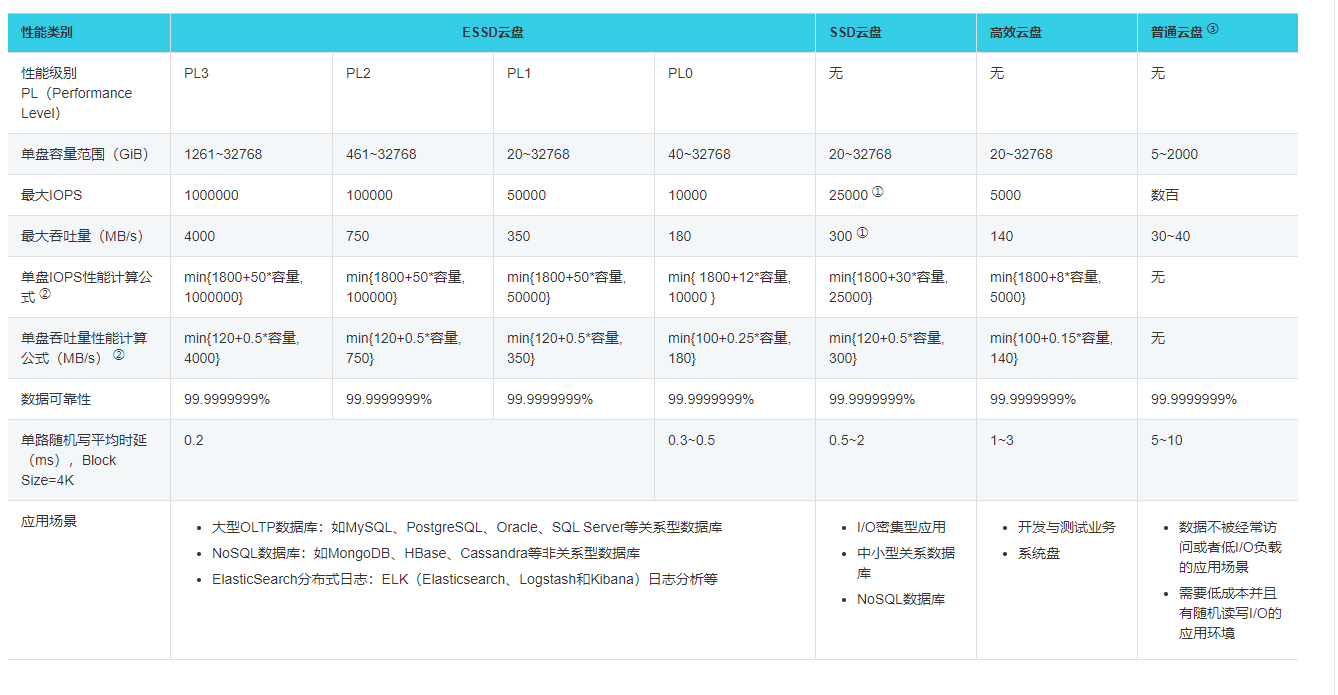 性能类别 ESSD云盘 SSD云盘 高效云盘 普通云盘 ③
性能级别 PL3 PL2 PL1 PL0 无 无 无
PL（Performance
Level）
单盘容量范围（GiB） 1261~32768 461~32768 20~32768 40~32768 20~32768 20~32768 5~2000
最大IOPS 1000000 100000 50000 10000 25000 ① 5000 数百
最大吞吐量（MB/s） 4000 750 350 180 300 ① 140 30~40
单盘IOPS性能计算公 min{1800+50*容量, min{1800+50*容量, min{1800+50*容量, min{ 1800+12*容量, min{1800+30*容量, min{1800+8*容量, 无
式 ② 1000000} 100000} 50000} 10000 } 25000} 5000}
单盘吞吐量性能计算 min{120+0.5*容量, min{120+0.5*容量, min{120+0.5*容量, min{100+0.25*容量, min{120+0.5*容量, min{100+0.15*容量, 无
公式（MB/s） ② 4000} 750} 350} 180} 300} 140}
数据可靠性 99.9999999% 99.9999999% 99.9999999% 99.9999999% 99.9999999% 99.9999999% 99.9999999%
单路随机写平均时延 0.2 0.3~0.5 0.5~2 1~3 5~10
（ms），Block
Size=4K
应用场景
• 大型OLTP数据库：如MySQL、PostgreSQL、Oracle、SQL Server等关系型数据库
• NoSQL数据库：如MongoDB、HBase、Cassandra等非关系型数据库
• ElasticSearch分布式日志：ELK（Elasticsearch、Logstash和Kibana）日志分析等
• I/O密集型应用
• 中小型关系数据
库
• NoSQL数据库
• 开发与测试业务
• 系统盘
• 数据不被经常访
问或者低I/O负载
的应用场景
• 需要低成本并且
有随机读写I/O的
应用环境